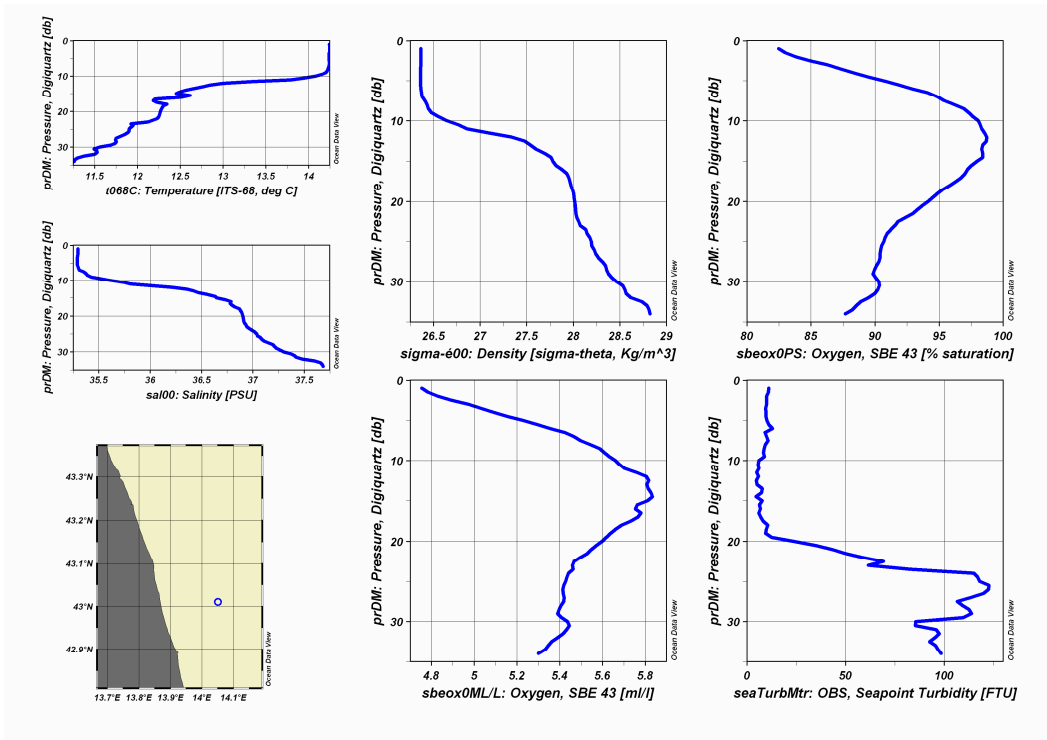 prDM: Pressure, Digiquartz [db]
0
10
20
30
11.5 12 12.5 13 13.5 14
t068C: Temperature [ITS-68, deg C]
Ocean Data View
prDM: Pressure, Digiquartz [db]
0
10
20
30
35.5 36 36.5 37 37.5
sal00: Salinity [PSU]
Ocean Data View
43.3°N
43.2°N
43.1°N
43°N
42.9°N
13.7°E 13.8°E 13.9°E 14°E 14.1°E
Ocean Data View
prDM: Pressure, Digiquartz [db]
0
10
20
30
26.5 27 27.5 28 28.5 29
sigma-é00: Density [sigma-theta, Kg/m^3]
Ocean Data View
prDM: Pressure, Digiquartz [db]
0
10
20
30
4.8 5 5.2 5.4 5.6 5.8
sbeox0ML/L: Oxygen, SBE 43 [ml/l]
Ocean Data View
prDM: Pressure, Digiquartz [db]
0
10
20
30
80 85 90 95 100
sbeox0PS: Oxygen, SBE 43 [% saturation]
Ocean Data View
prDM: Pressure, Digiquartz [db]
0
10
20
30
0 50 100
seaTurbMtr: OBS, Seapoint Turbidity [FTU]
Ocean Data View